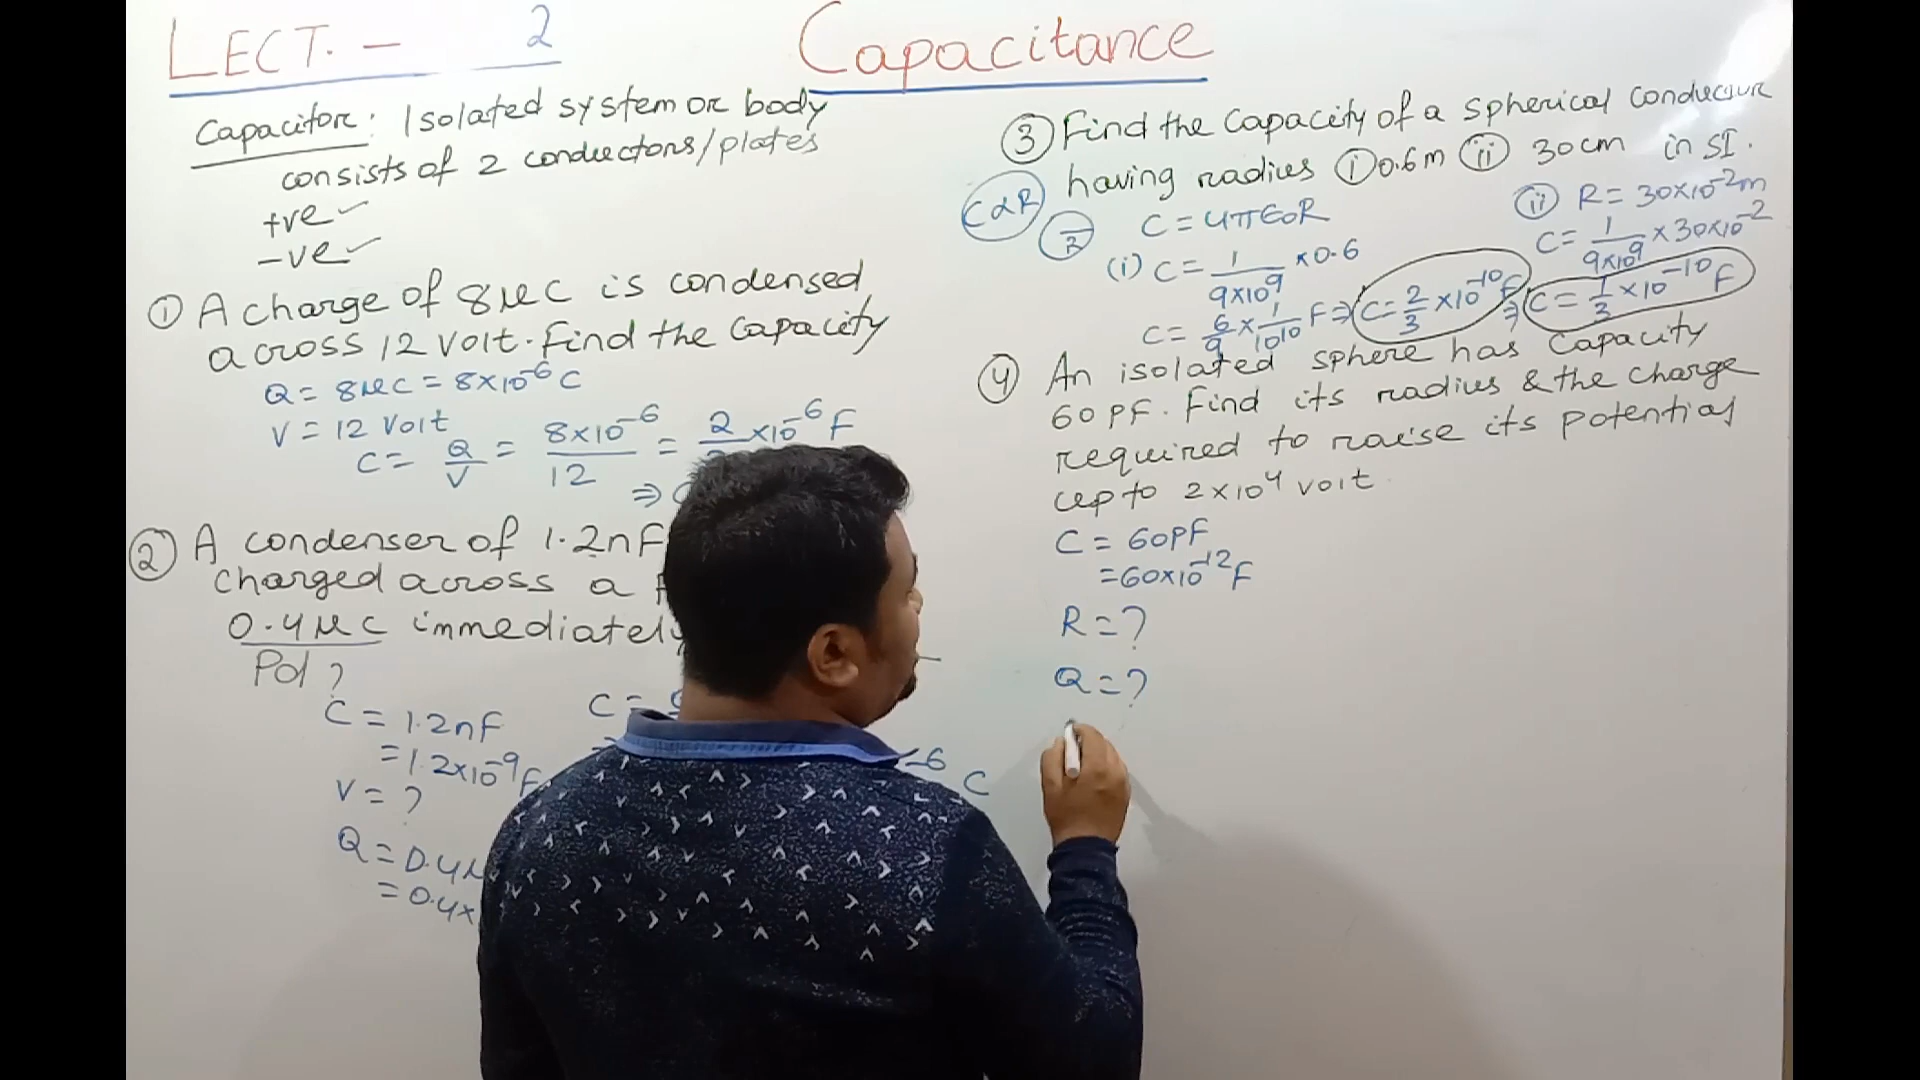 LECT. - 2
Capacitance
Capacitor: Isolated system or body
consists of 2 conductors/plates
+ve ✓
-ve ✓
① A charge of 8μC is condensed
across 12 Volt. Find the Capacity
Q = 8μC = 8×10⁻⁶ C
V = 12 Volt
C = Q/V = 8×10⁻⁶/12 = 2/ ×10⁻⁶ F
⇒
② A condenser of 1.2nF
charged across a
0.4μC immediately
Pd ?
C = 1.2nF
= 1.2×10⁻⁹F
V = ?
Q = 0.4μ
= 0.4×
C =
-6 C
③ Find the Capacity of a Spherical Conductor
having radius ① 0.6m ⑪ 30cm in SI.
C∝R
C = 4πϵ₀R
(i) C = 1/9×10⁹ ×0.6
C = 6/9 × 1/10¹⁰ F ⇒ C = 2/3 ×10⁻¹⁰ F
(ii) R = 30×10⁻²m
C = 1/9×10⁹ ×30×10⁻²
⇒ C = 1/3 ×10⁻¹⁰ F
④ An isolated sphere has Capacity
60 PF. Find its radius & the charge
required to raise its potential
up to 2×10⁴ volt.
C = 60PF
= 60×10⁻¹² F
R = ?
Q = ?